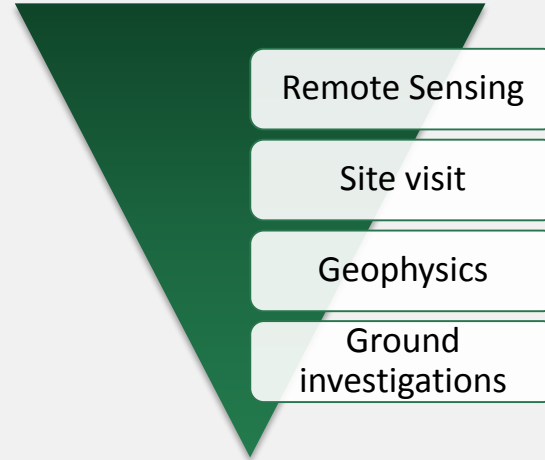 Remote Sensing
Site visit
Geophysics
Ground
investigations